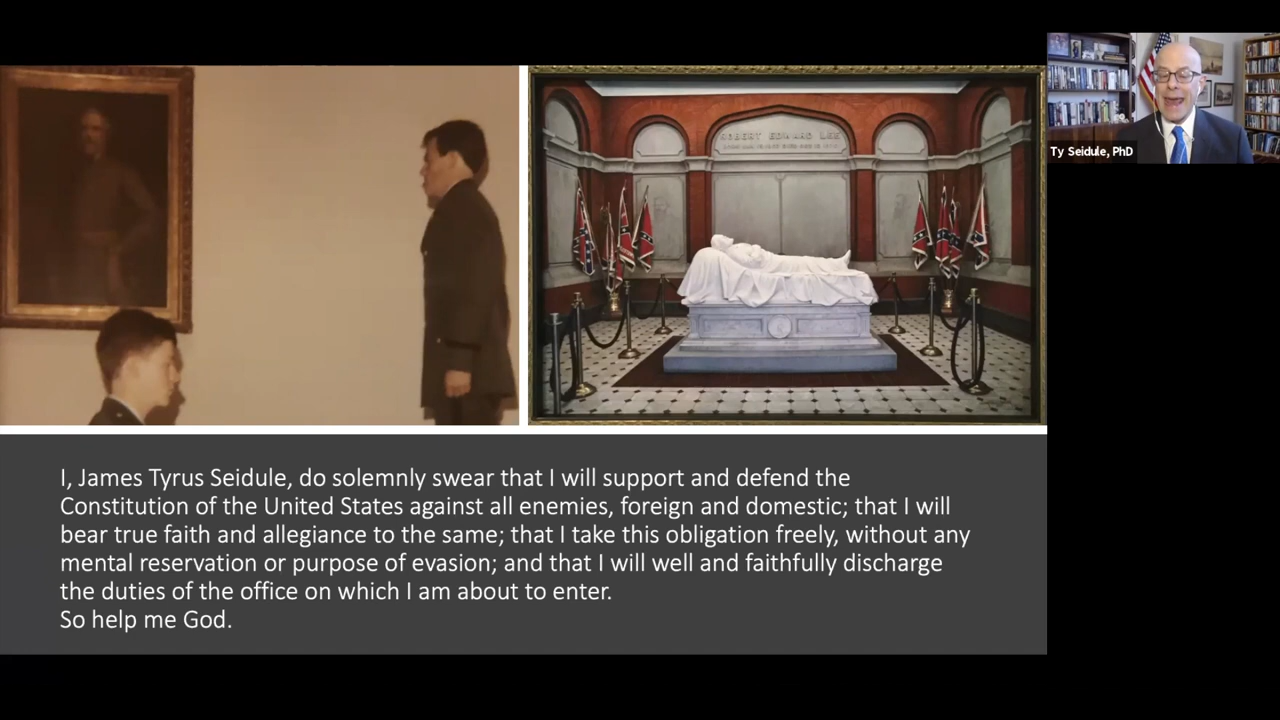 ROBERT EDWARD LEE
Ty Seidule, PhD
I, James Tyrus Seidule, do solemnly swear that I will support and defend the
Constitution of the United States against all enemies, foreign and domestic; that I will
bear true faith and allegiance to the same; that I take this obligation freely, without any
mental reservation or purpose of evasion; and that I will well and faithfully discharge
the duties of the office on which I am about to enter.
So help me God.